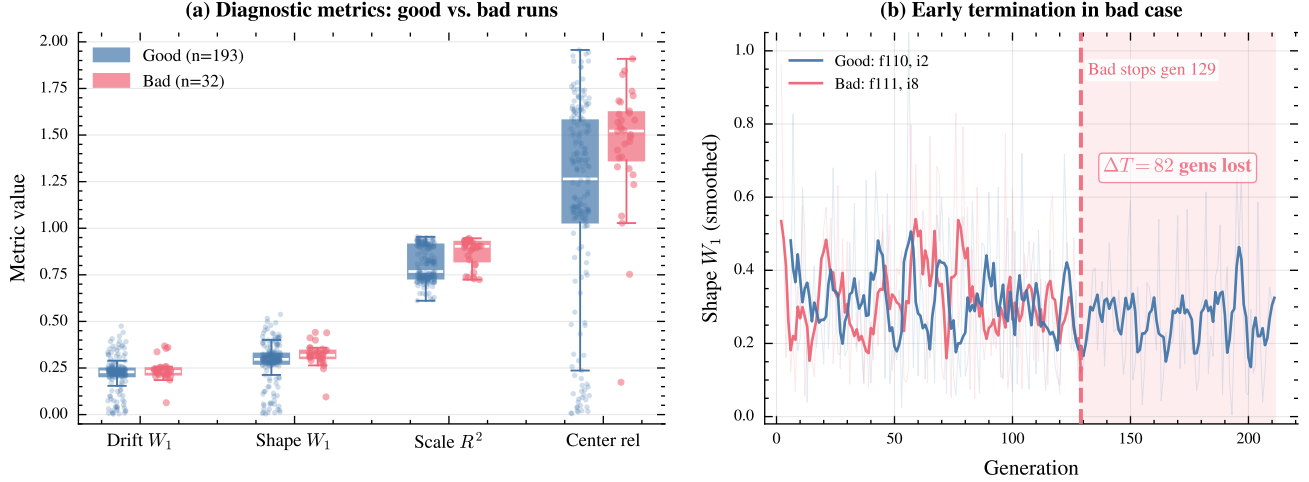 (a) Diagnostic metrics: good vs. bad runs
Good (n=193)
Bad (n=32)
Metric value
2.00
1.75
1.50
1.25
1.00
0.75
0.50
0.25
0.00
Drift W₁
Shape W₁
Scale R²
Center rel
(b) Early termination in bad case
Good: f110, i2
Bad: f111, i8
Bad stops gen 129
ΔT = 82 gens lost
Shape W₁ (smoothed)
1.0
0.8
0.6
0.4
0.2
0.0
0
50
100
150
200
Generation